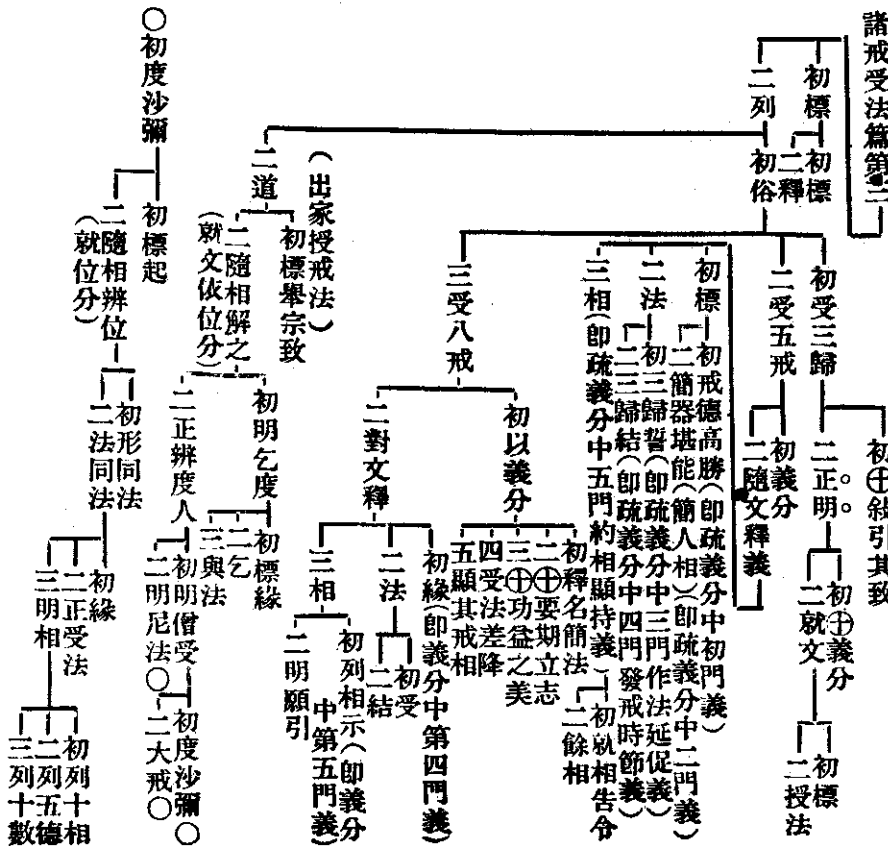 諸戒受法篇第三
初標
二列
初標
二釋
初俗
二道
(出家授戒法)
初受三歸
二受五戒
三受八戒
初㊉敍引其致
二正明
初㊉義分
二就文
初標
二授法
初義分
二隨文釋義
初標
二法
三相(卽疏義分中五門約相顯持義)
初戒德高勝(卽疏義分中初門義)
二簡器堪能(簡人相)(卽疏義分中二門義)
初三歸誓(卽疏義分中三門作法延促義)
二三歸結(卽疏義分中四門發戒時節義)
初就相告令
二餘相
初以義分
二對文釋
初釋名簡法
二㊉要期立志
三㊉功益之美
四受法差降
五顯其戒相
初緣(卽義分中第四門義)
二法
三相
初受
二結
初列相示(卽義分中第五門義)
二明願引
初標舉宗致
二隨相解之
(就文依位分)
初明乞度
二正辨度人
初標緣
二乞
三與法
初明僧受
二明尼法○
初度沙彌○
二大戒○
○初度沙彌
初標起
二隨相辨位
(就位分)
初形同法
二法同法
初緣
二正受法
三明相
初列十相
二列五德
三列十數